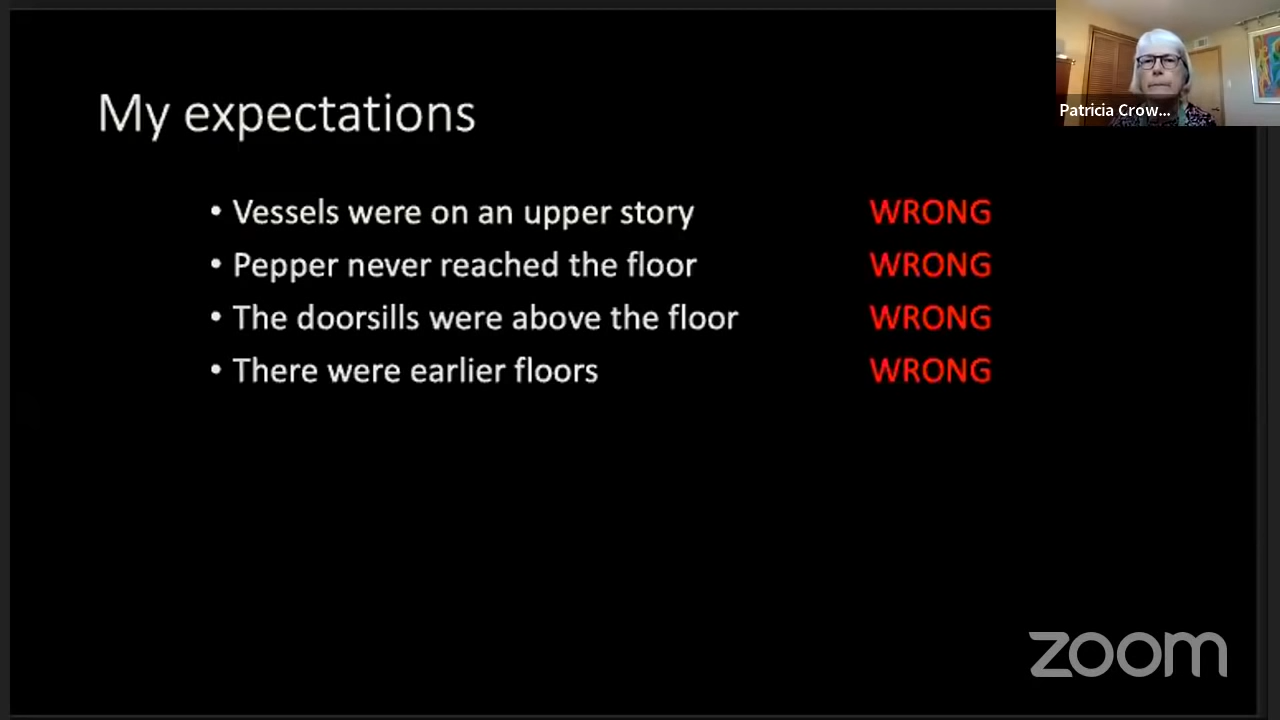 My expectations
• Vessels were on an upper story WRONG
• Pepper never reached the floor WRONG
• The doorsills were above the floor WRONG
• There were earlier floors WRONG
Patricia Crow...
zoom